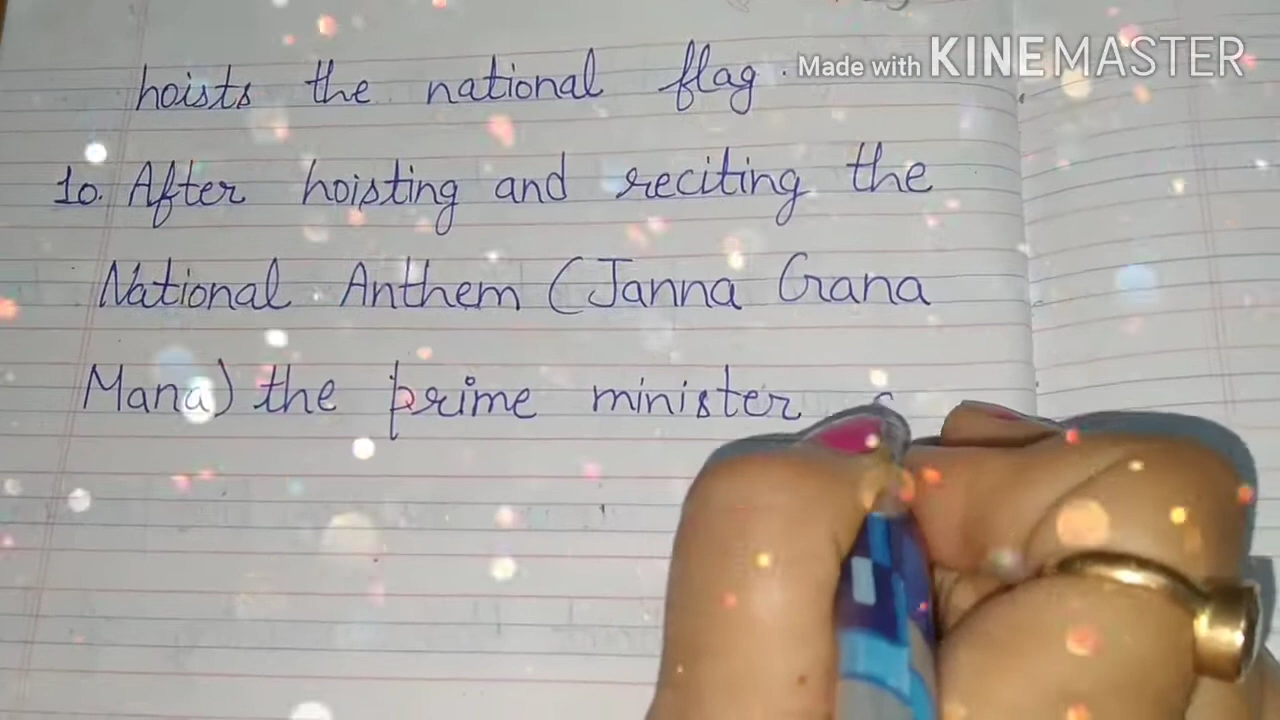 hoists the national flag.
Made with KINEMASTER
10. After hoisting and reciting the
National Anthem (Janna Gana
Mana) the prime minister